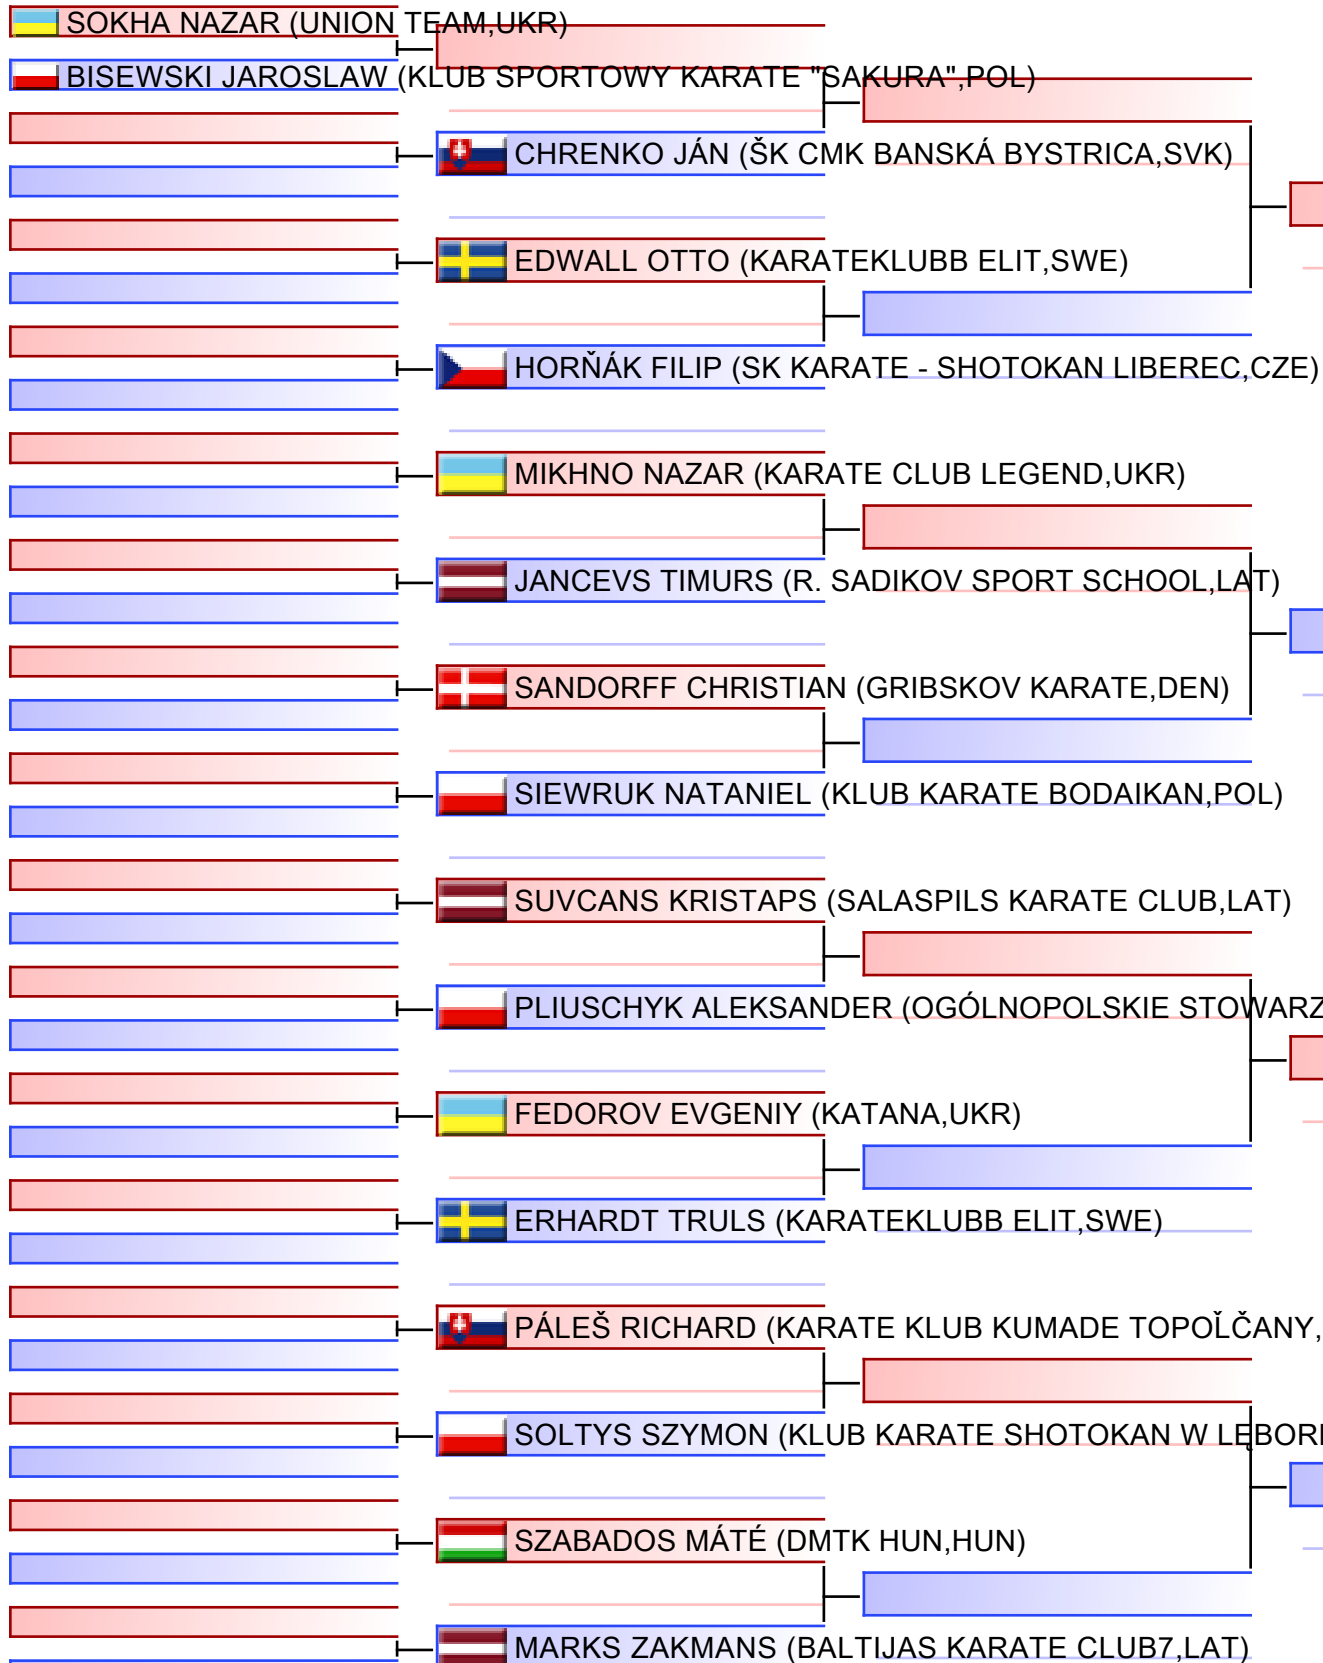 SOKHA NAZAR (UNION TEAM,UKR)
BISEWSKI JAROSLAW (KLUB SPORTOWY KARATE "SAKURA",POL)
CHRENKO JÁN (ŠK CMK BANSKÁ BYSTRICA,SVK)
EDWALL OTTO (KARATEKLUBB ELIT,SWE)
HORŇÁK FILIP (SK KARATE - SHOTOKAN LIBEREC,CZE)
MIKHNO NAZAR (KARATE CLUB LEGEND,UKR)
JANCEVS TIMURS (R. SADIKOV SPORT SCHOOL,LAT)
SANDORFF CHRISTIAN (GRIBSKOV KARATE,DEN)
SIEWRUK NATANIEL (KLUB KARATE BODAIKAN,POL)
SUVCANS KRISTAPS (SALASPILS KARATE CLUB,LAT)
PLIUSCHYK ALEKSANDER (OGÓLNOPOLSKIE STOWARZ
FEDOROV EVGENIY (KATANA,UKR)
ERHARDT TRULS (KARATEKLUBB ELIT,SWE)
PÁLEŠ RICHARD (KARATE KLUB KUMADE TOPOĽČANY,
SOLTYS SZYMON (KLUB KARATE SHOTOKAN W LĘBOR
SZABADOS MÁTÉ (DMTK HUN,HUN)
MARKS ZAKMANS (BALTIJAS KARATE CLUB7,LAT)